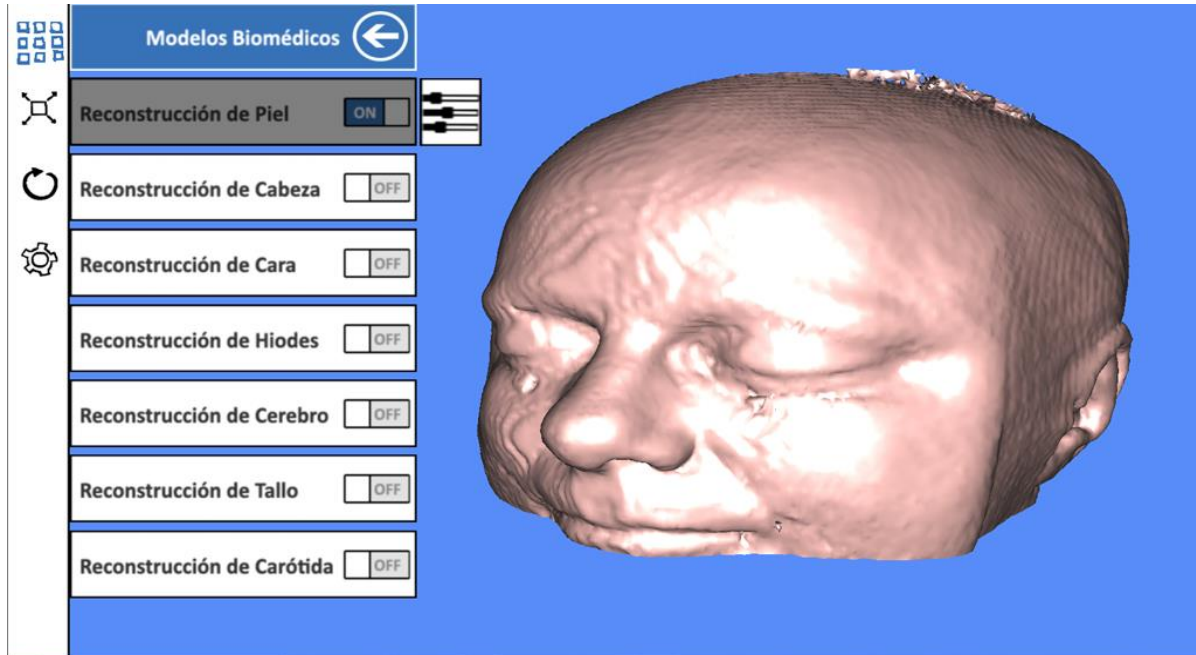 Modelos Biomédicos
Reconstrucción de Piel ON
Reconstrucción de Cabeza OFF
Reconstrucción de Cara OFF
Reconstrucción de Hiodes OFF
Reconstrucción de Cerebro OFF
Reconstrucción de Tallo OFF
Reconstrucción de Carótida OFF